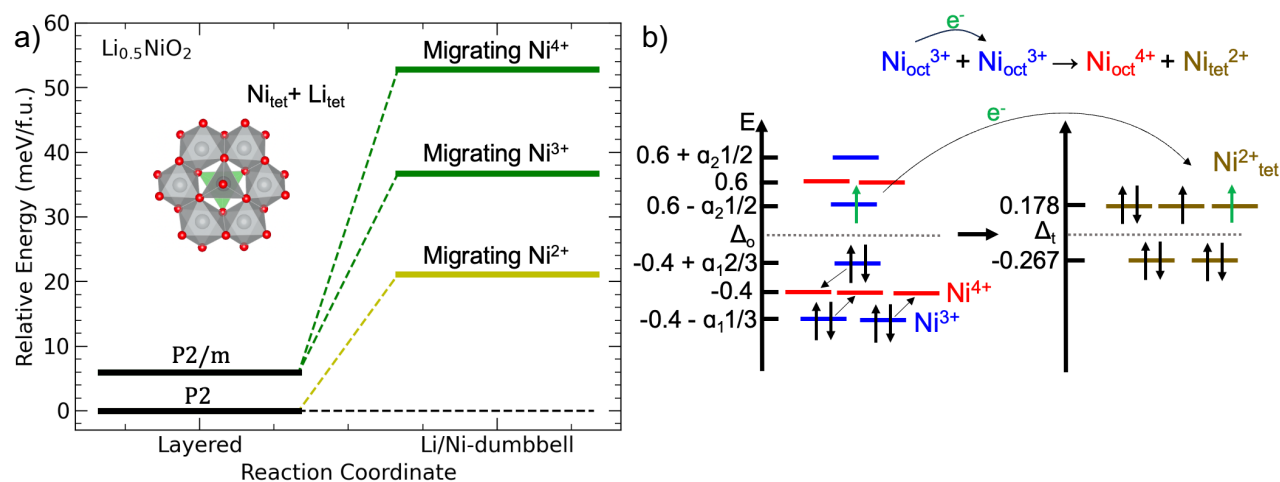 a)
Li0.5NiO2
Nitet + Litet
Migrating Ni4+
Migrating Ni3+
Migrating Ni2+
P2/m
P2
60
50
40
30
20
10
0
Relative Energy (meV/f.u.)
Layered
Li/Ni-dumbbell
Reaction Coordinate
b)
e-
Nioct3+ + Nioct3+ → Nioct4+ + Nitet2+
e-
E
0.6 + α21/2
0.6
0.6 - α21/2
Δo
-0.4 + α12/3
-0.4
-0.4 - α11/3
Ni4+
Ni3+
Ni2+tet
0.178
Δt
-0.267